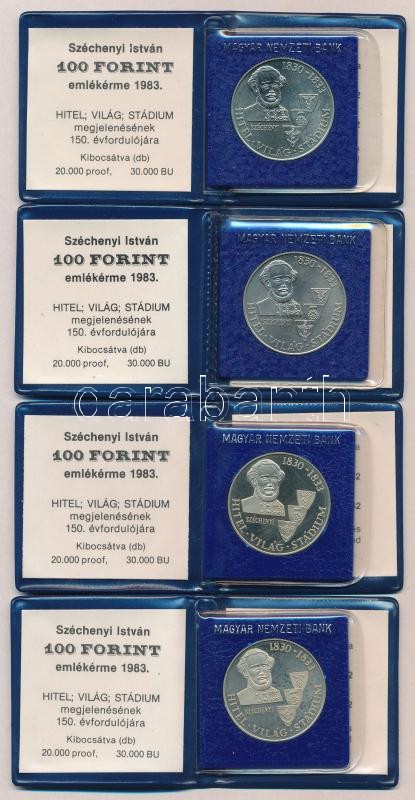 Széchenyi István
100 FORINT
emlékérme 1983.
HITEL; VILÁG; STÁDIUM
megjelenésének
150. évfordulójára
Kibocsátva (db)
20.000 proof, 30.000 BU
MAGYAR NEMZETI BANK
1830-1833
SZÉCHENYI
HITEL · VILÁG · STÁDIUM
Széchenyi István
100 FORINT
emlékérme 1983.
HITEL; VILÁG; STÁDIUM
megjelenésének
150. évfordulójára
Kibocsátva (db)
20.000 proof, 30.000 BU
MAGYAR NEMZETI BANK
1830-1833
SZÉCHENYI
HITEL · VILÁG · STÁDIUM
darabanth
Széchenyi István
100 FORINT
emlékérme 1983.
HITEL; VILÁG; STÁDIUM
megjelenésének
150. évfordulójára
Kibocsátva (db)
20.000 proof, 30.000 BU
MAGYAR NEMZETI BANK
1830-1833
SZÉCHENYI
HITEL · VILÁG · STÁDIUM
Széchenyi István
100 FORINT
emlékérme 1983.
HITEL; VILÁG; STÁDIUM
megjelenésének
150. évfordulójára
Kibocsátva (db)
20.000 proof, 30.000 BU
MAGYAR NEMZETI BANK
1830-1833
SZÉCHENYI
HITEL · VILÁG · STÁDIUM